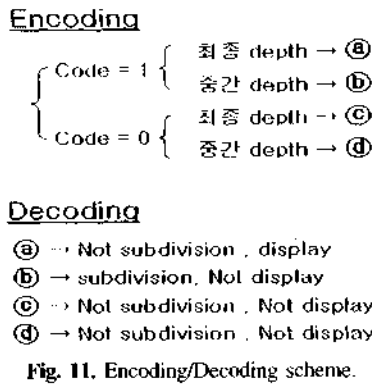 Encoding
Code = 1
최종 depth → ⓐ
중간 depth → ⓑ
Code = 0
최종 depth → ⓒ
중간 depth → ⓓ
Decoding
ⓐ → Not subdivision , display
ⓑ → subdivision, Not display
ⓒ → Not subdivision , Not display
ⓓ → Not subdivision , Not display
Fig. 11. Encoding/Decoding scheme.